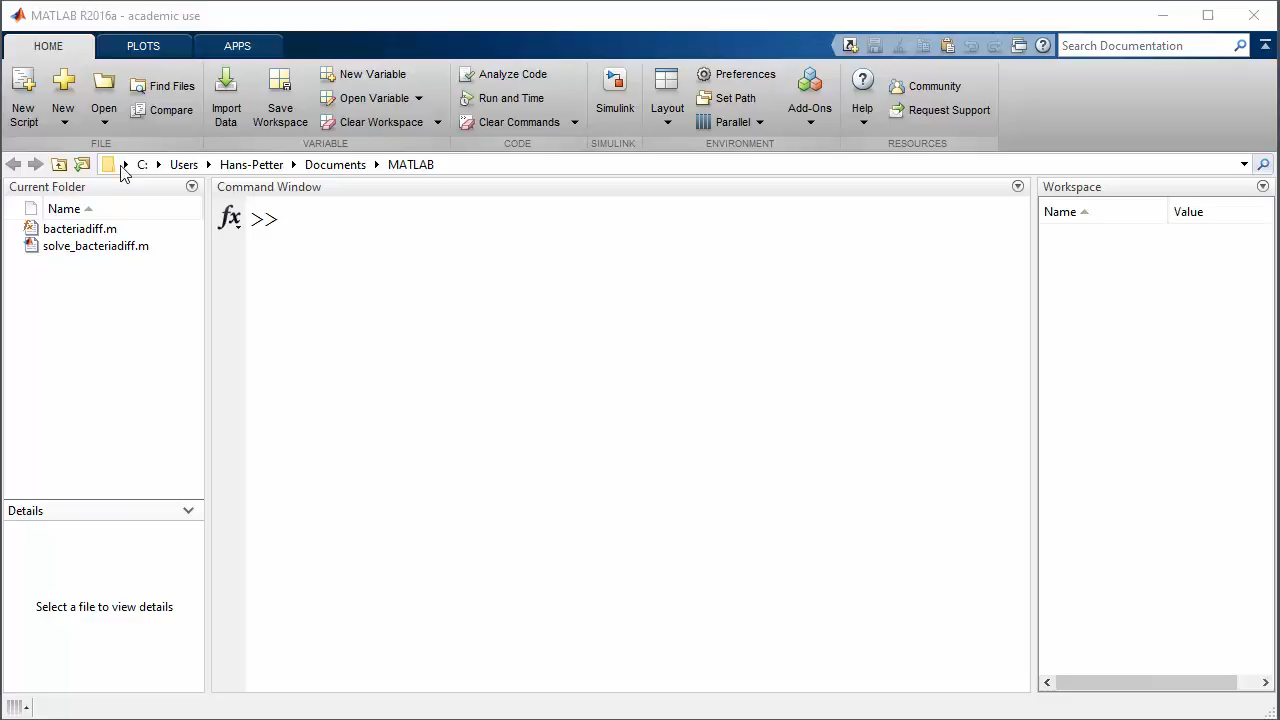 MATLAB R2016a - academic use
HOME PLOTS APPS
Search Documentation
New Script
New
Open
Find Files
Compare
Import Data
Save Workspace
New Variable
Open Variable
Clear Workspace
Analyze Code
Run and Time
Clear Commands
Simulink
Layout
Preferences
Set Path
Parallel
Add-Ons
Help
Community
Request Support
FILE VARIABLE CODE SIMULINK ENVIRONMENT RESOURCES
C: Users Hans-Petter Documents MATLAB
Current Folder
Name
bacteriadiff.m
solve_bacteriadiff.m
Details
Select a file to view details
Command Window
fx >>
Workspace
Name Value